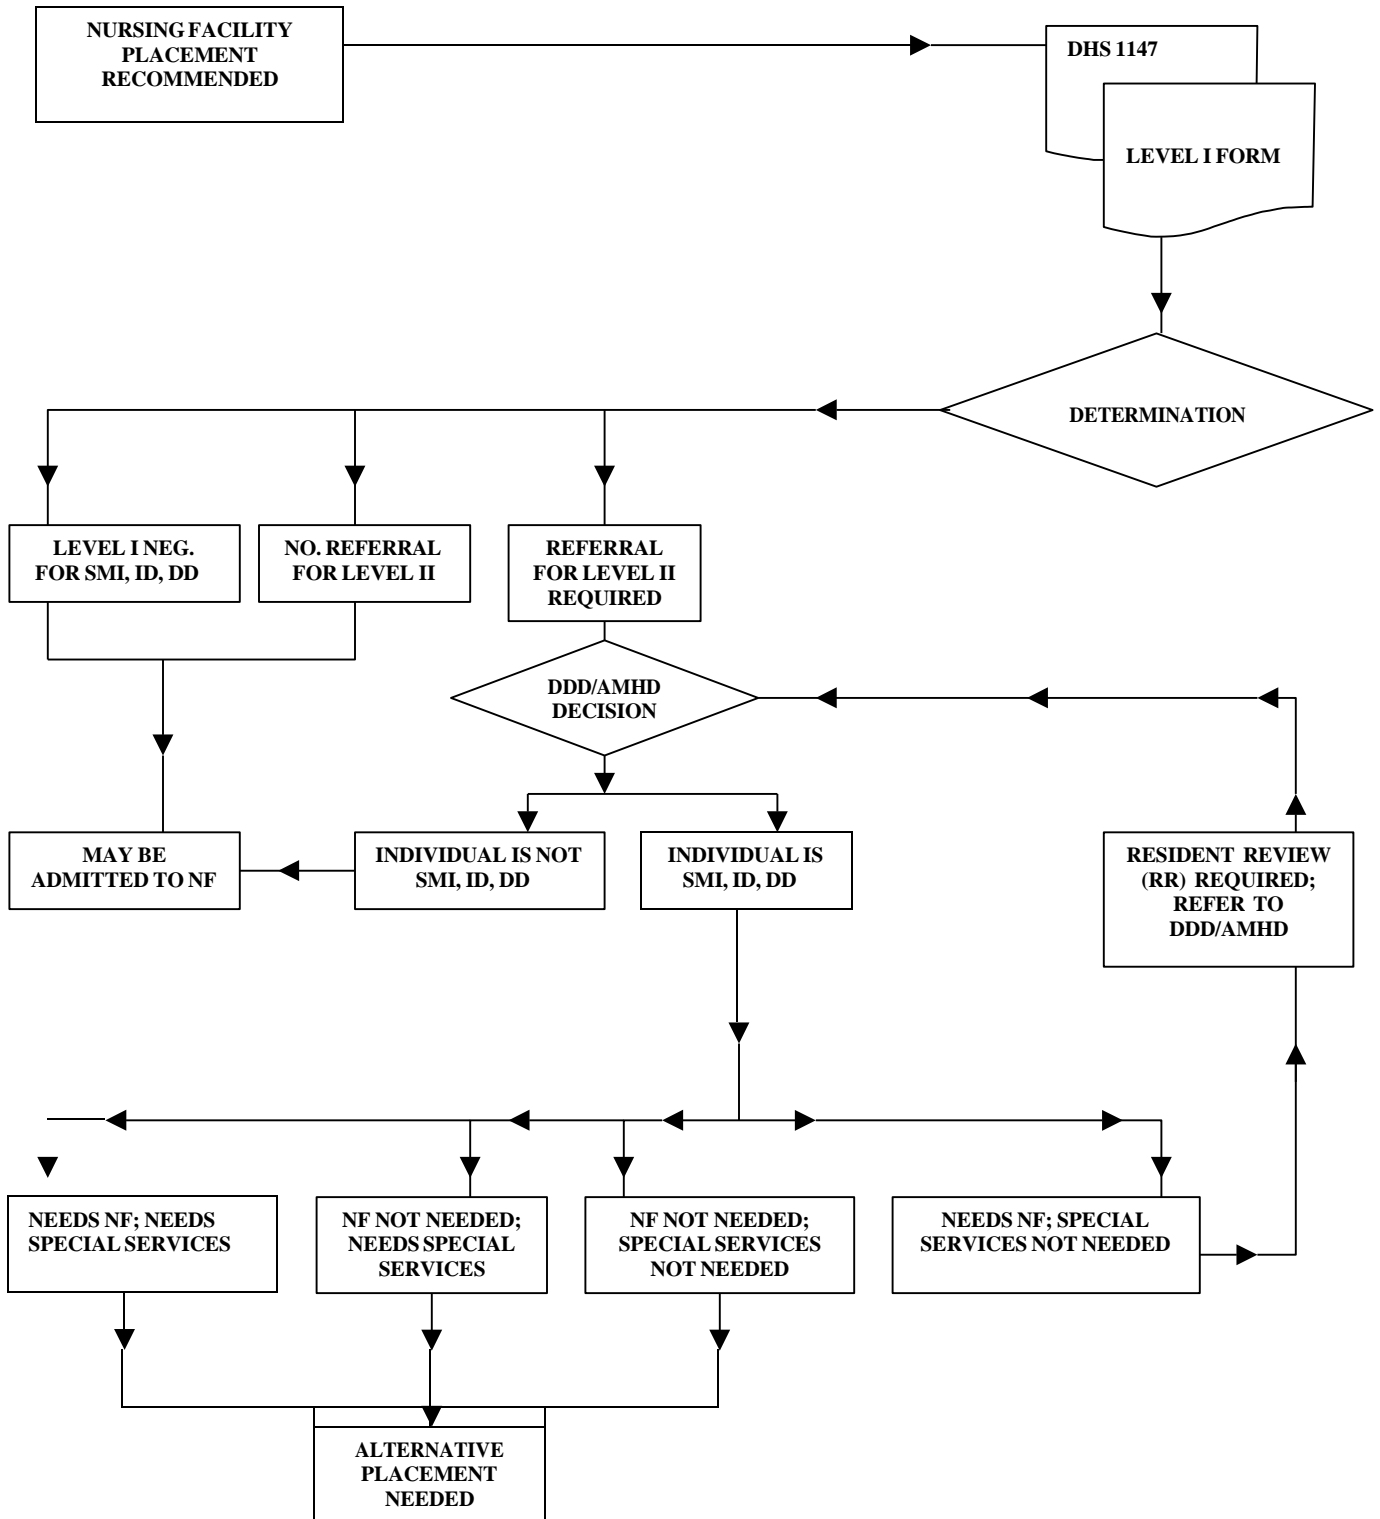 NURSING FACILITY
PLACEMENT
RECOMMENDED
DHS 1147
LEVEL I FORM
DETERMINATION
LEVEL I NEG.
FOR SMI, ID, DD
NO. REFERRAL
FOR LEVEL II
REFERRAL
FOR LEVEL II
REQUIRED
DDD/AMHD
DECISION
MAY BE
ADMITTED TO NF
INDIVIDUAL IS NOT
SMI, ID, DD
INDIVIDUAL IS
SMI, ID, DD
RESIDENT REVIEW
(RR) REQUIRED;
REFER TO
DDD/AMHD
NEEDS NF; NEEDS
SPECIAL SERVICES
NF NOT NEEDED;
NEEDS SPECIAL
SERVICES
NF NOT NEEDED;
SPECIAL SERVICES
NOT NEEDED
NEEDS NF; SPECIAL
SERVICES NOT NEEDED
ALTERNATIVE
PLACEMENT
NEEDED